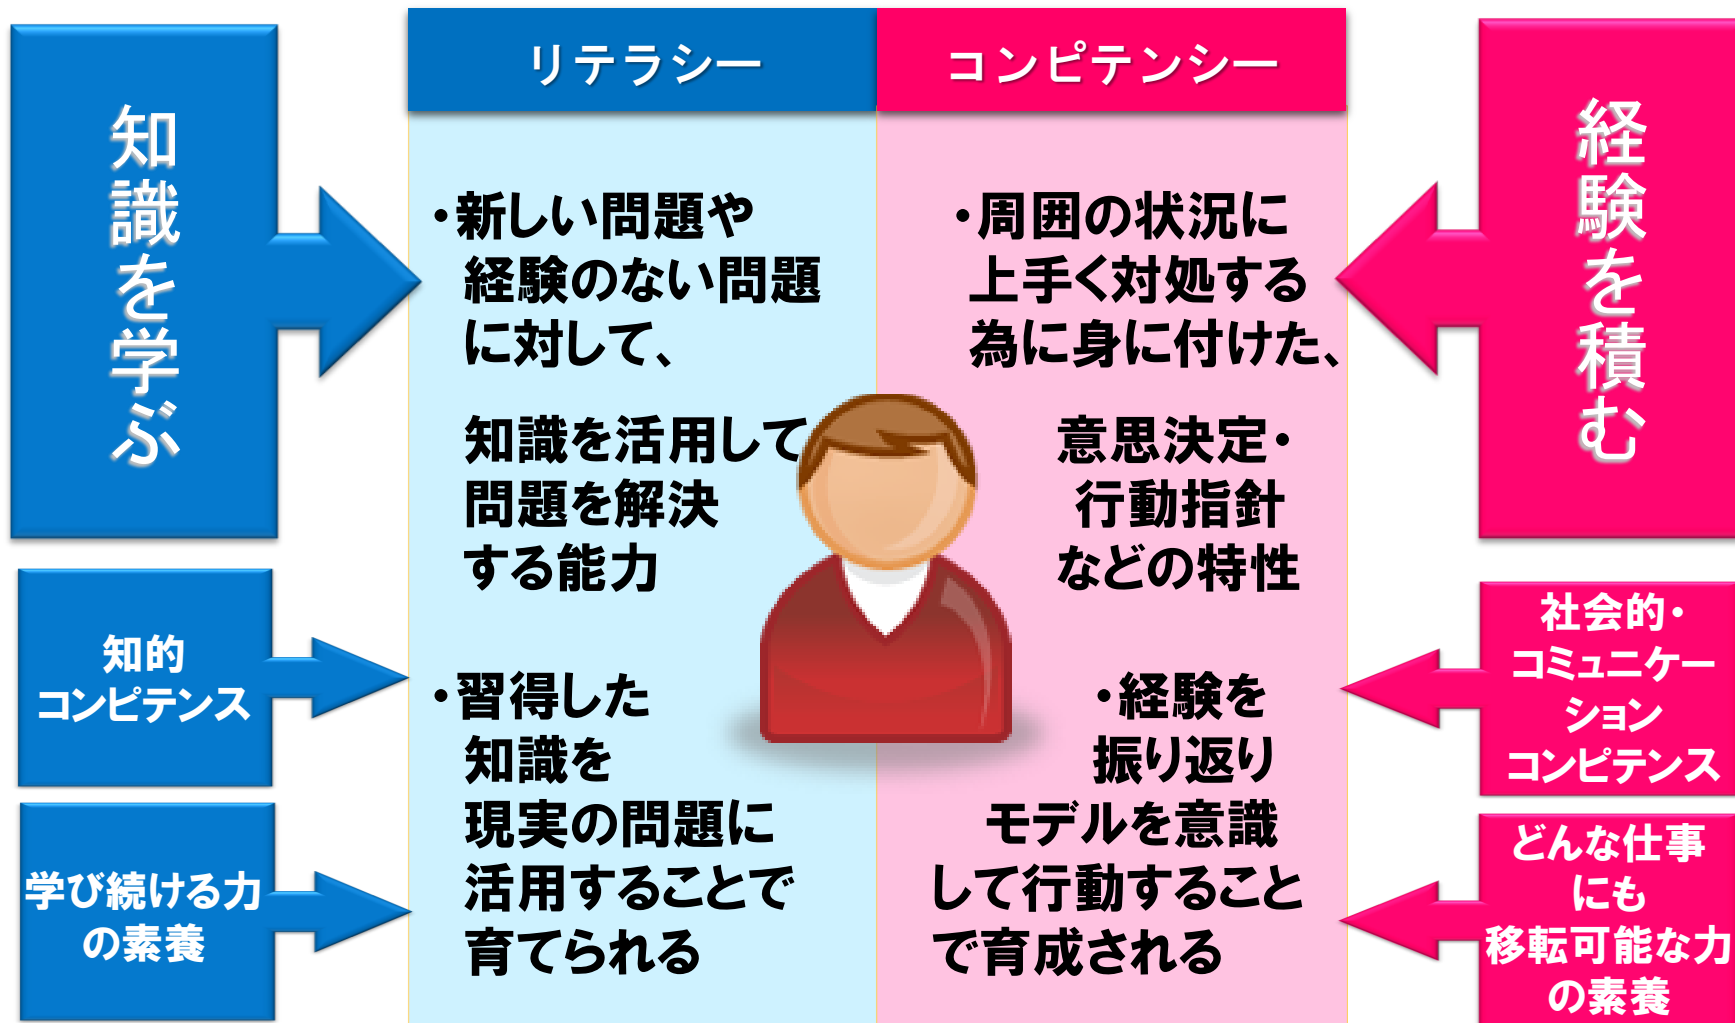 知識を学ぶ
リテラシー
コンピテンシー
経験を積む
・新しい問題や
経験のない問題
に対して、
知識を活用して
問題を解決
する能力
・習得した
知識を
現実の問題に
活用することで
育てられる
・周囲の状況に
上手く対処する
為に身に付けた、
意思決定・
行動指針
などの特性
・経験を
振り返り
モデルを意識
して行動すること
で育成される
知的
コンピテンス
学び続ける力
の素養
社会的・
コミュニケー
ション
コンピテンス
どんな仕事
にも
移転可能な力
の素養